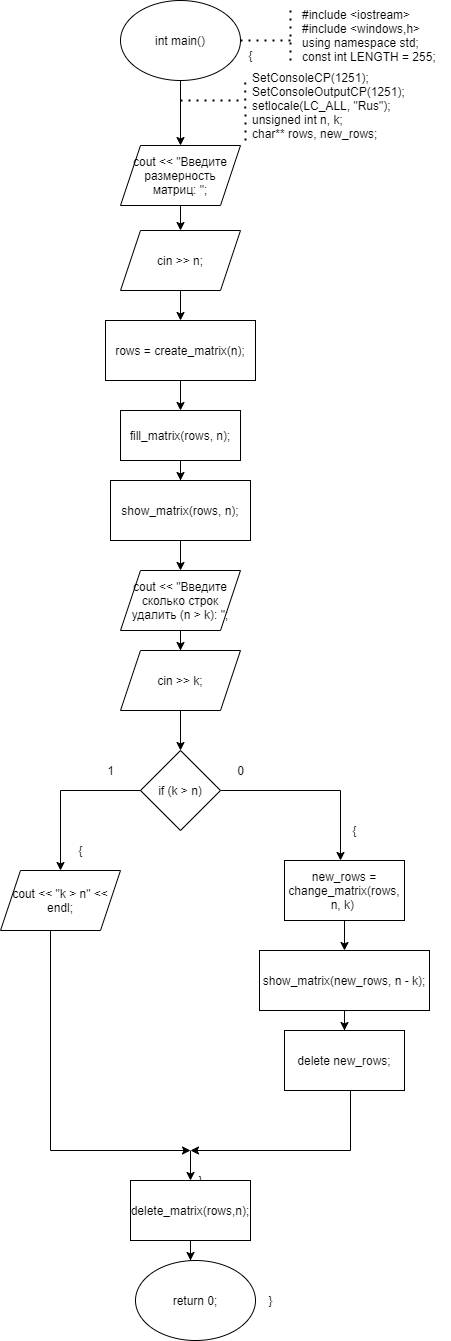 int main()
#include <iostream>
#include <windows,h>
using namespace std;
const int LENGTH = 255;
{
SetConsoleCP(1251);
SetConsoleOutputCP(1251);
setlocale(LC_ALL, "Rus");
unsigned int n, k;
char** rows, new_rows;
cout << "Введите
размерность
матриц: ";
cin >> n;
rows = create_matrix(n);
fill_matrix(rows, n);
show_matrix(rows, n);
cout << "Введите
сколько строк
удалить (n > k): ";
cin >> k;
if (k > n)
1
0
{
cout << "k > n" <<
endl;
{
new_rows =
change_matrix(rows,
n, k)
show_matrix(new_rows, n - k);
delete new_rows;
}
delete_matrix(rows,n);
return 0;
}